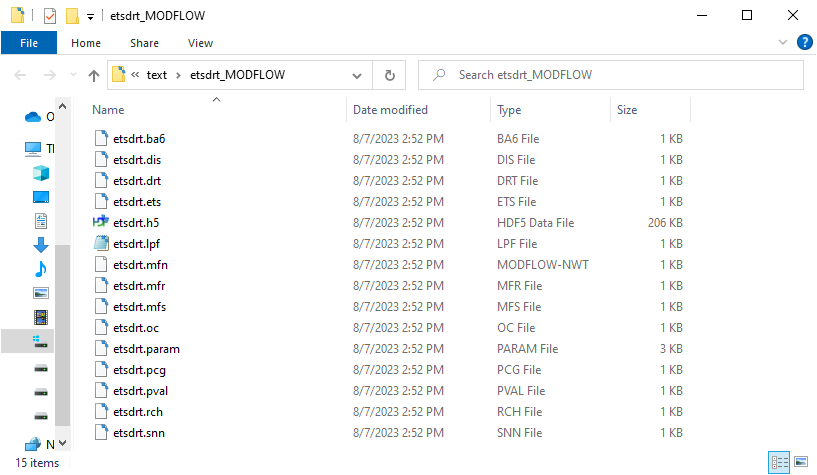 etsdrt_MODFLOW
File Home Share View
« text > etsdrt_MODFLOW Search etsdrt_MODFLOW
Name Date modified Type Size
etsdrt.ba6 8/7/2023 2:52 PM BA6 File 1 KB
etsdrt.dis 8/7/2023 2:52 PM DIS File 1 KB
etsdrt.drt 8/7/2023 2:52 PM DRT File 1 KB
etsdrt.ets 8/7/2023 2:52 PM ETS File 1 KB
etsdrt.h5 8/7/2023 2:52 PM HDF5 Data File 206 KB
etsdrt.lpf 8/7/2023 2:52 PM LPF File 1 KB
etsdrt.mfn 8/7/2023 2:52 PM MODFLOW-NWT 1 KB
etsdrt.mfr 8/7/2023 2:52 PM MFR File 1 KB
etsdrt.mfs 8/7/2023 2:52 PM MFS File 1 KB
etsdrt.oc 8/7/2023 2:52 PM OC File 1 KB
etsdrt.param 8/7/2023 2:52 PM PARAM File 3 KB
etsdrt.pcg 8/7/2023 2:52 PM PCG File 1 KB
etsdrt.pval 8/7/2023 2:52 PM PVAL File 1 KB
etsdrt.rch 8/7/2023 2:52 PM RCH File 1 KB
etsdrt.snn 8/7/2023 2:52 PM SNN File 1 KB
15 items